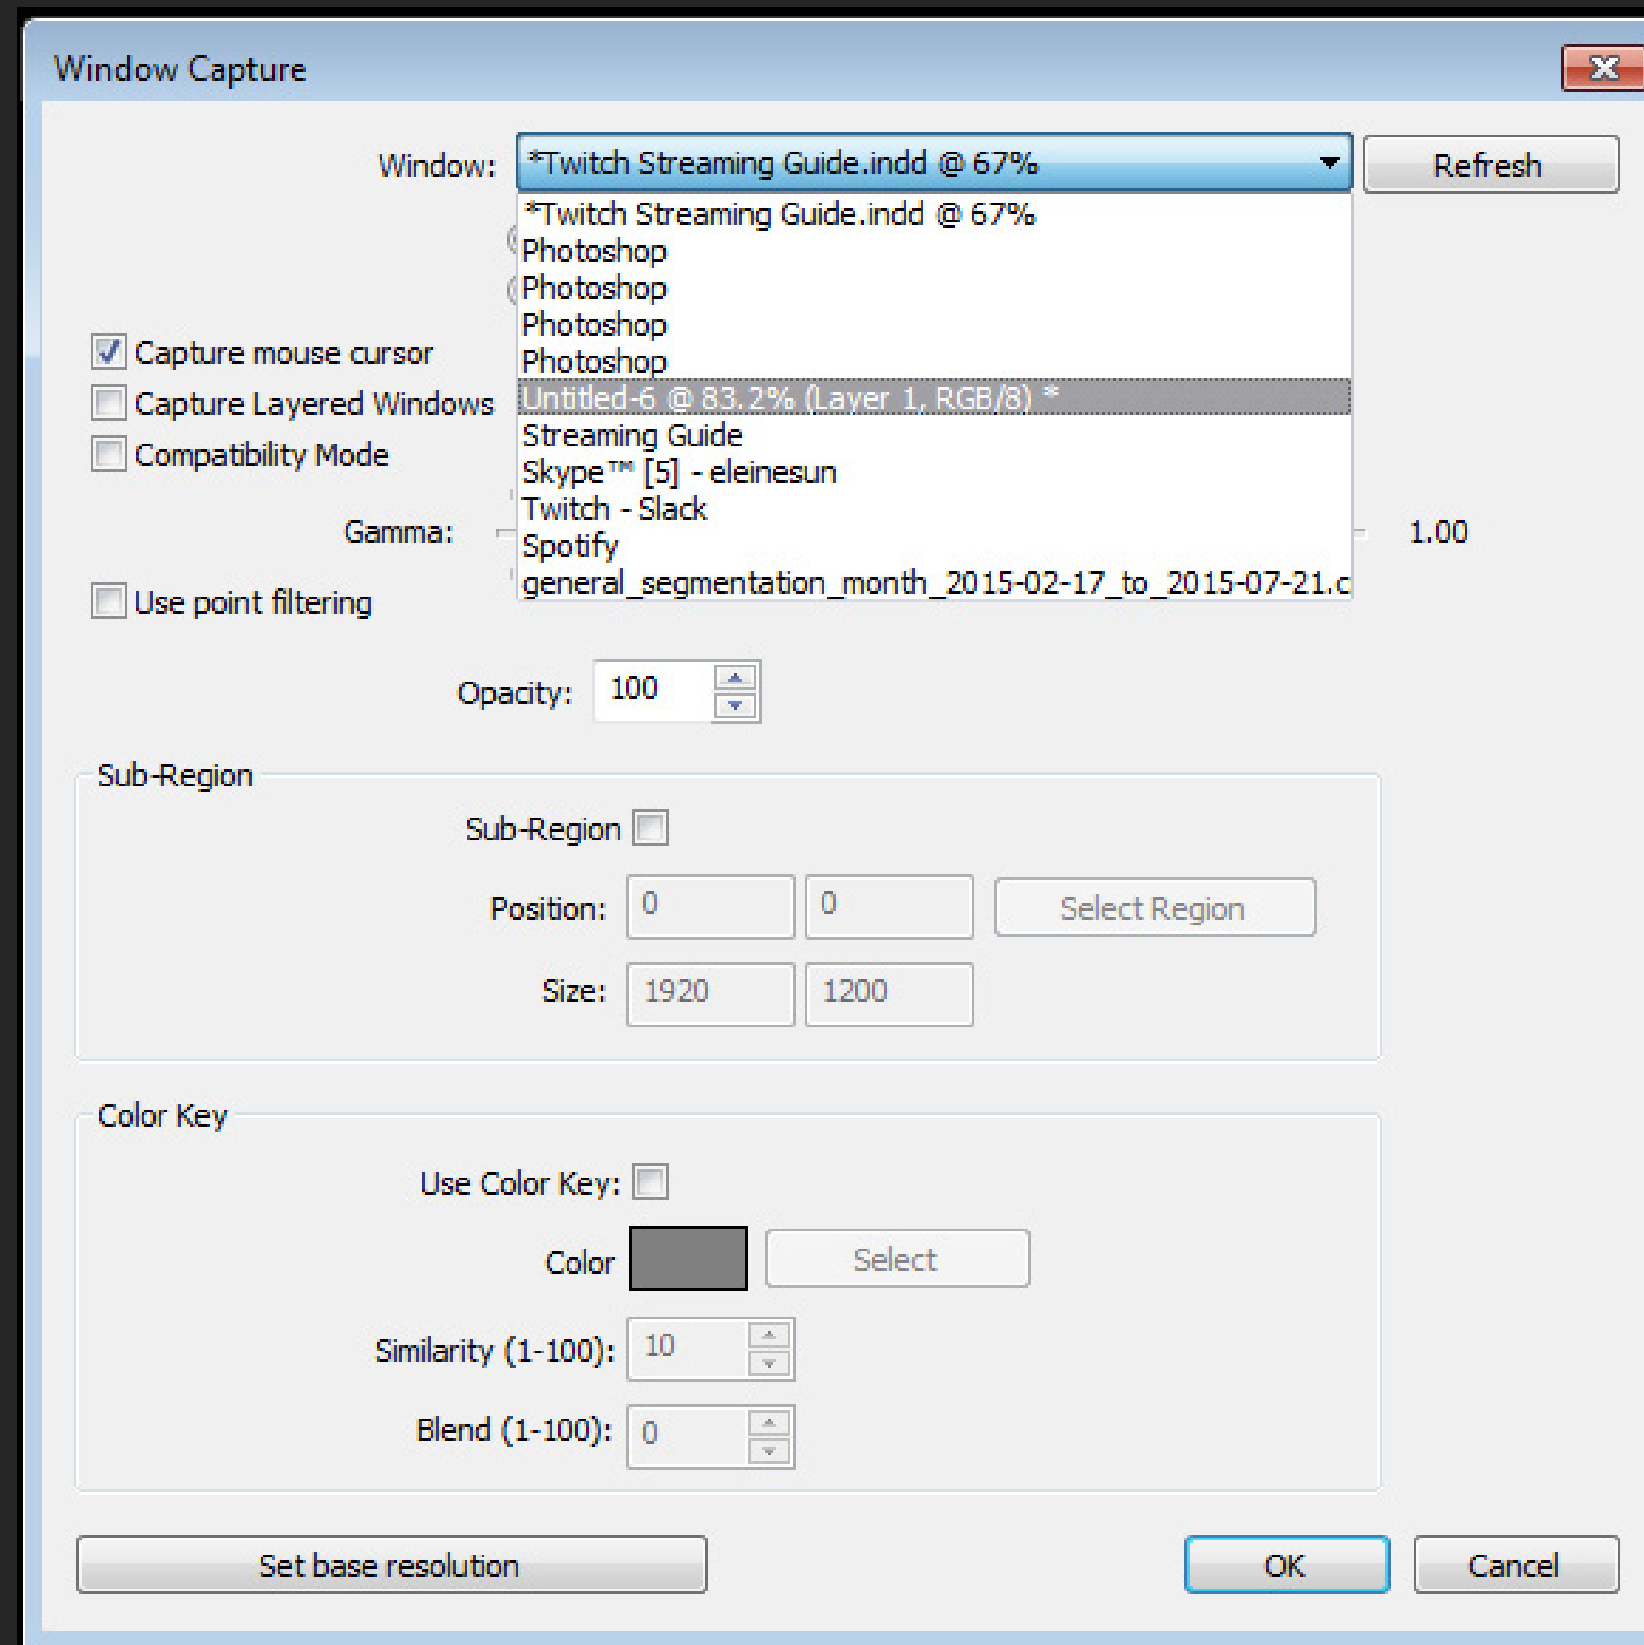 Window Capture
Window: *Twitch Streaming Guide.indd @ 67% Refresh
*Twitch Streaming Guide.indd @ 67%
Photoshop
Photoshop
Photoshop
Photoshop
Untitled-6 @ 83.2% (Layer 1, RGB/8) *
Streaming Guide
Skype™ [5] - eleinesun
Twitch - Slack
Spotify
general_segmentation_month_2015-02-17_to_2015-07-21.c
Capture mouse cursor
Capture Layered Windows
Compatibility Mode
Gamma: 1.00
Use point filtering
Opacity: 100
Sub-Region
Sub-Region
Position: 0 0 Select Region
Size: 1920 1200
Color Key
Use Color Key:
Color Select
Similarity (1-100): 10
Blend (1-100): 0
Set base resolution OK Cancel